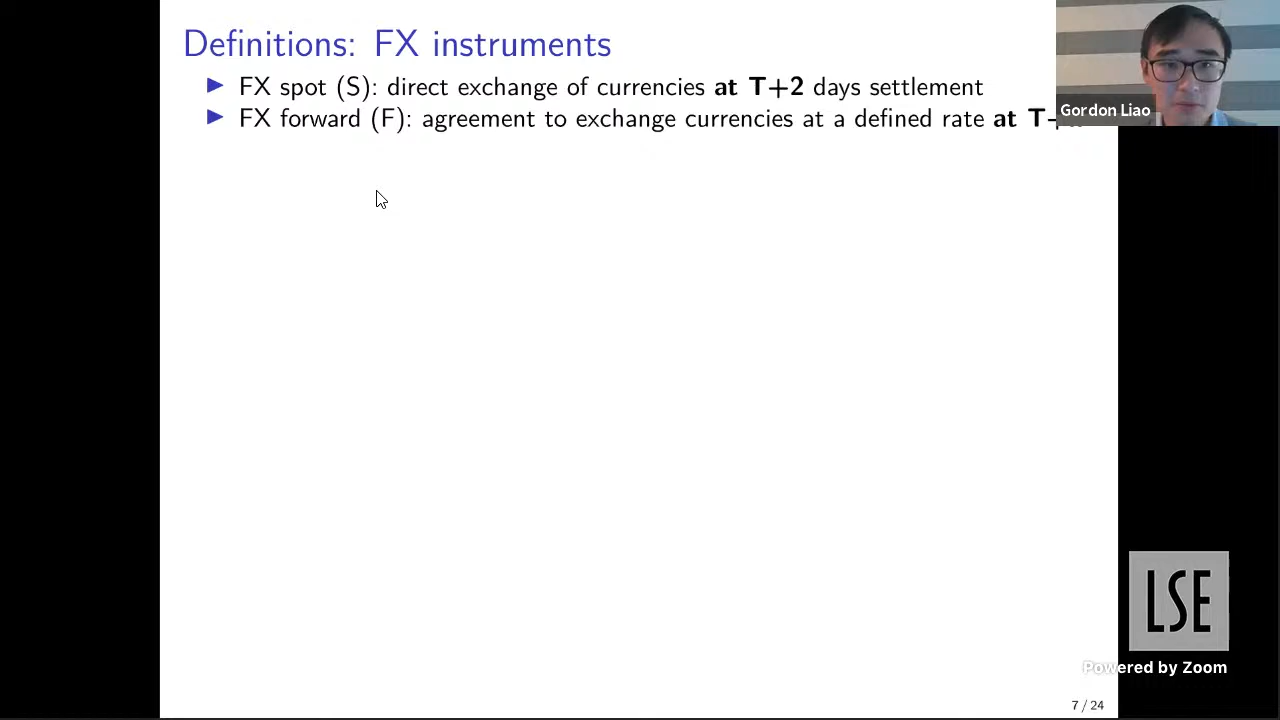 Definitions: FX instruments
FX spot (S): direct exchange of currencies at T+2 days settlement
FX forward (F): agreement to exchange currencies at a defined rate at
Gordon Liao
LSE
Powered by Zoom
7 / 24